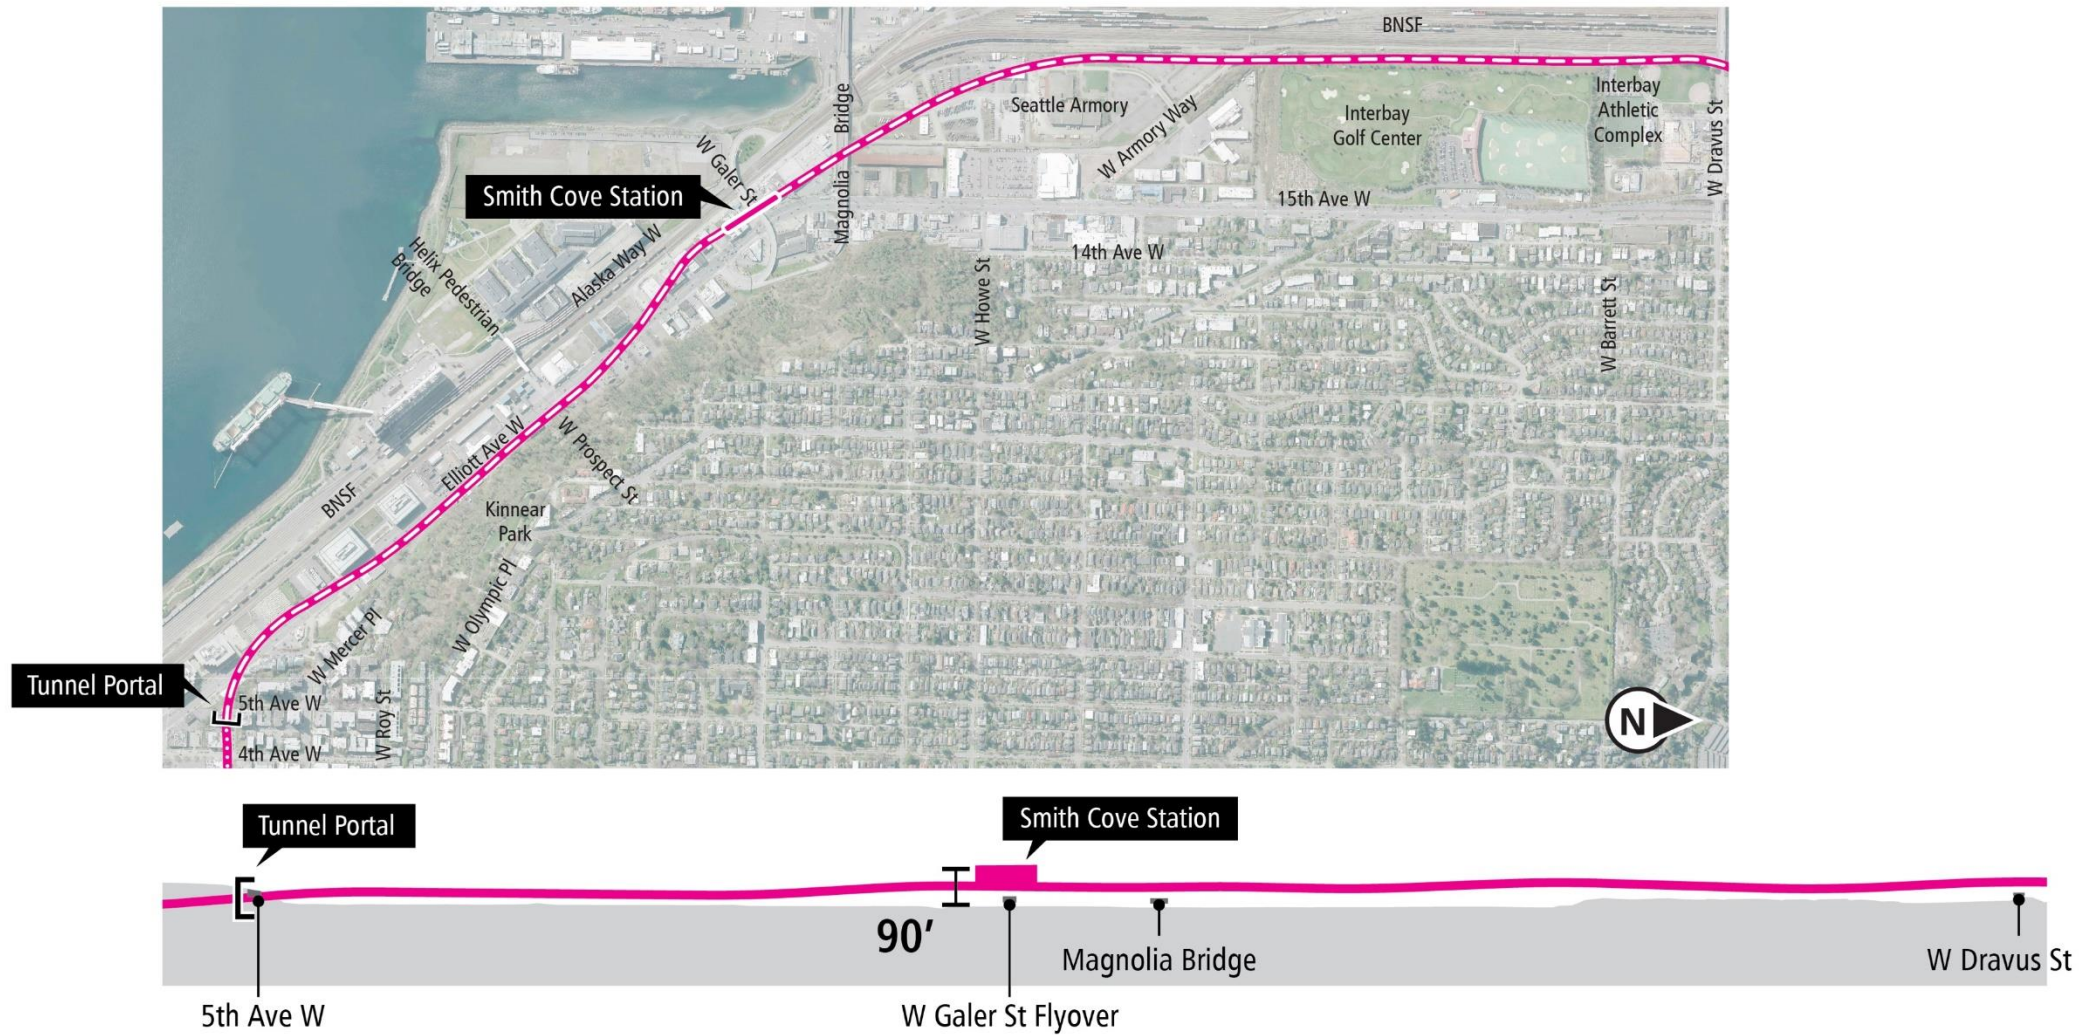 BNSF
Interbay
Athletic
Complex
Seattle Armory
Magnolia Bridge
W Armory Way
Interbay
Golf Center
W Dravus St
W Galer St
Smith Cove Station
15th Ave W
14th Ave W
Helix Pedestrian
Bridge
Alaska Way W
W Howe St
W Barrett St
Elliott Ave W
W Prospect St
BNSF
Kinnear
Park
W Olympic Pl
W Mercer Pl
Tunnel Portal
5th Ave W
W Roy St
4th Ave W
N
Tunnel Portal
Smith Cove Station
90’
Magnolia Bridge
W Dravus St
5th Ave W
W Galer St Flyover